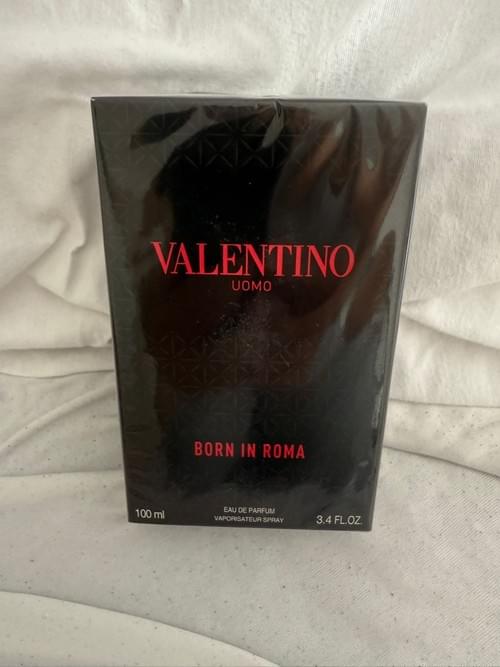 VALENTINO
UOMO
BORN IN ROMA
EAU DE PARFUM
100 ml VAPORISATEUR SPRAY 3.4 FL.OZ.